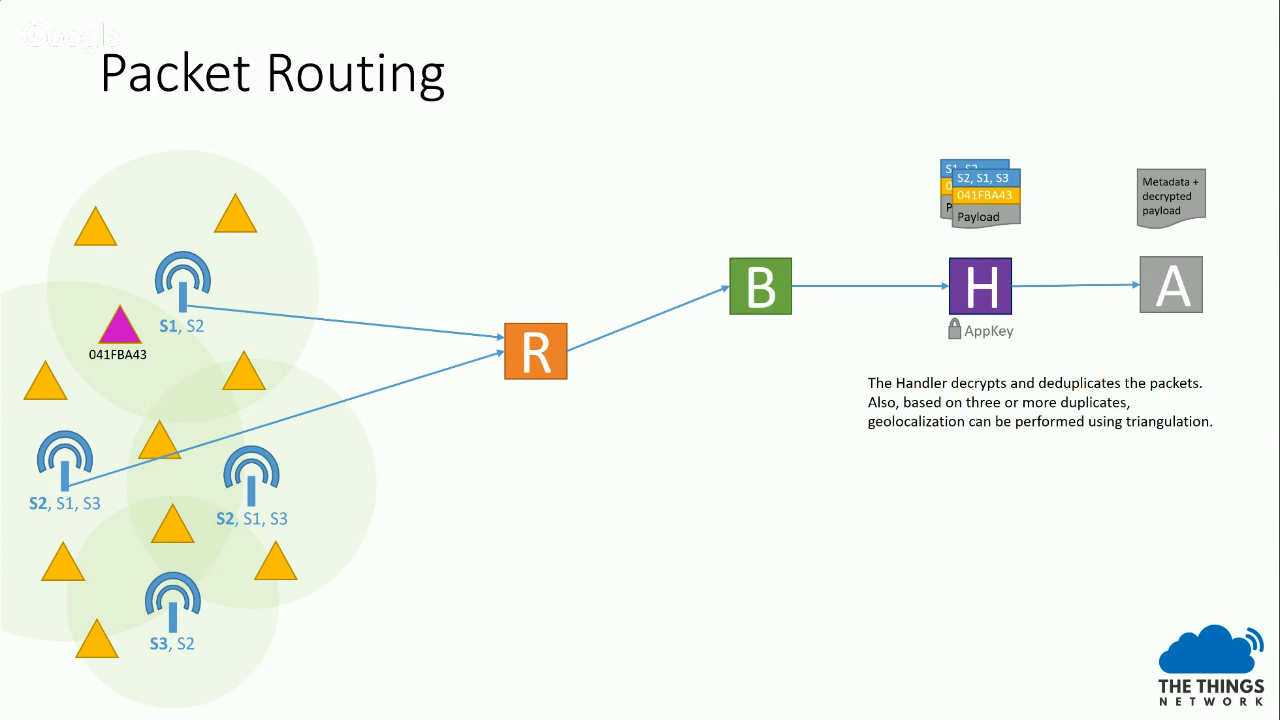 Google
Packet Routing
S1, S2
S2, S1, S3
041FBA43
Payload
Metadata +
decrypted
payload
S1, S2
041FBA43
R
B
H
A
AppKey
The Handler decrypts and deduplicates the packets.
Also, based on three or more duplicates,
geolocalization can be performed using triangulation.
S2, S1, S3
S2, S1, S3
S3, S2
THE THINGS
NETWORK